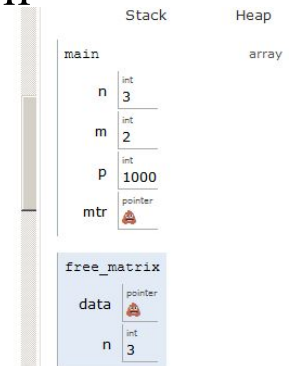 Stack Heap
main array
int
n 3
int
m 2
int
p 1000
pointer
mtr
free_matrix
pointer
data
int
n 3